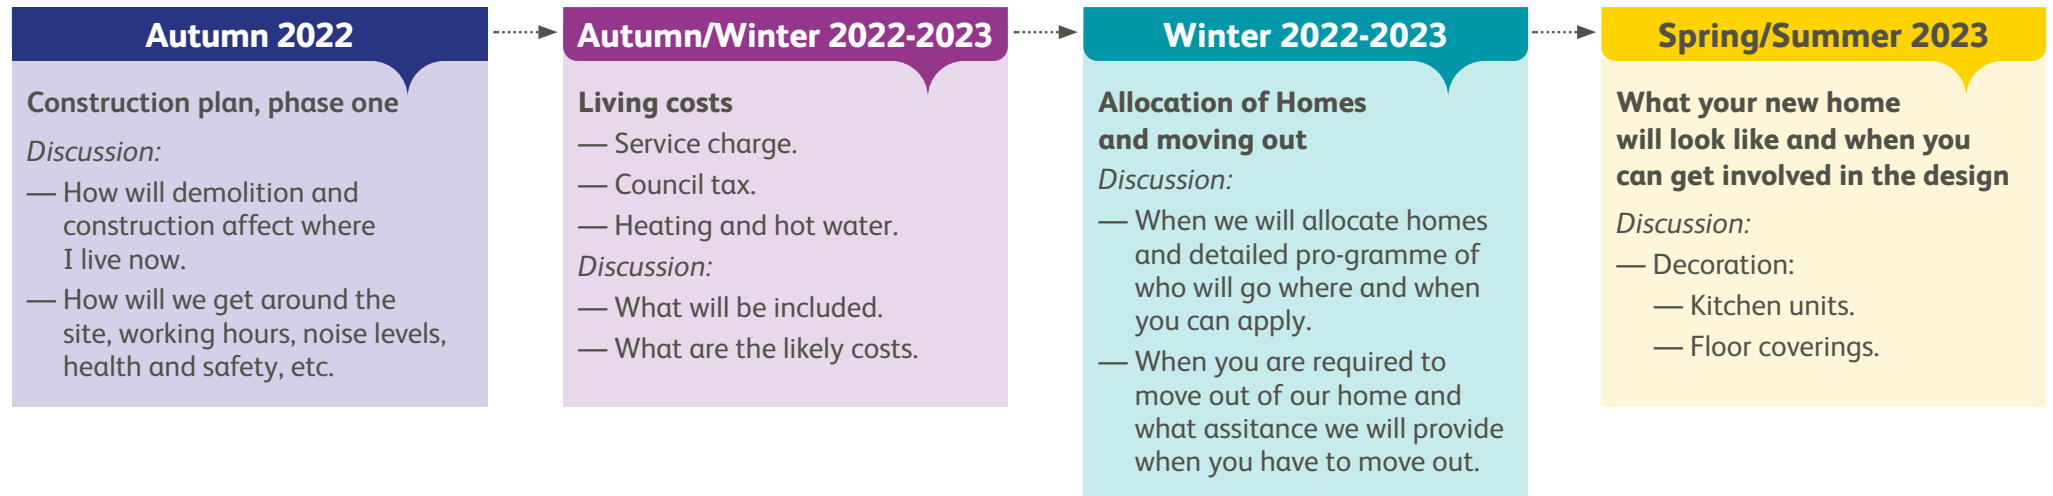 Autumn 2022
Construction plan, phase one
Discussion:
— How will demolition and
construction affect where
I live now.
— How will we get around the
site, working hours, noise levels,
health and safety, etc.
Autumn/Winter 2022-2023
Living costs
— Service charge.
— Council tax.
— Heating and hot water.
Discussion:
— What will be included.
— What are the likely costs.
Winter 2022-2023
Allocation of Homes
and moving out
Discussion:
— When we will allocate homes
and detailed pro-gramme of
who will go where and when
you can apply.
— When you are required to
move out of our home and
what assitance we will provide
when you have to move out.
Spring/Summer 2023
What your new home
will look like and when you
can get involved in the design
Discussion:
— Decoration:
— Kitchen units.
— Floor coverings.